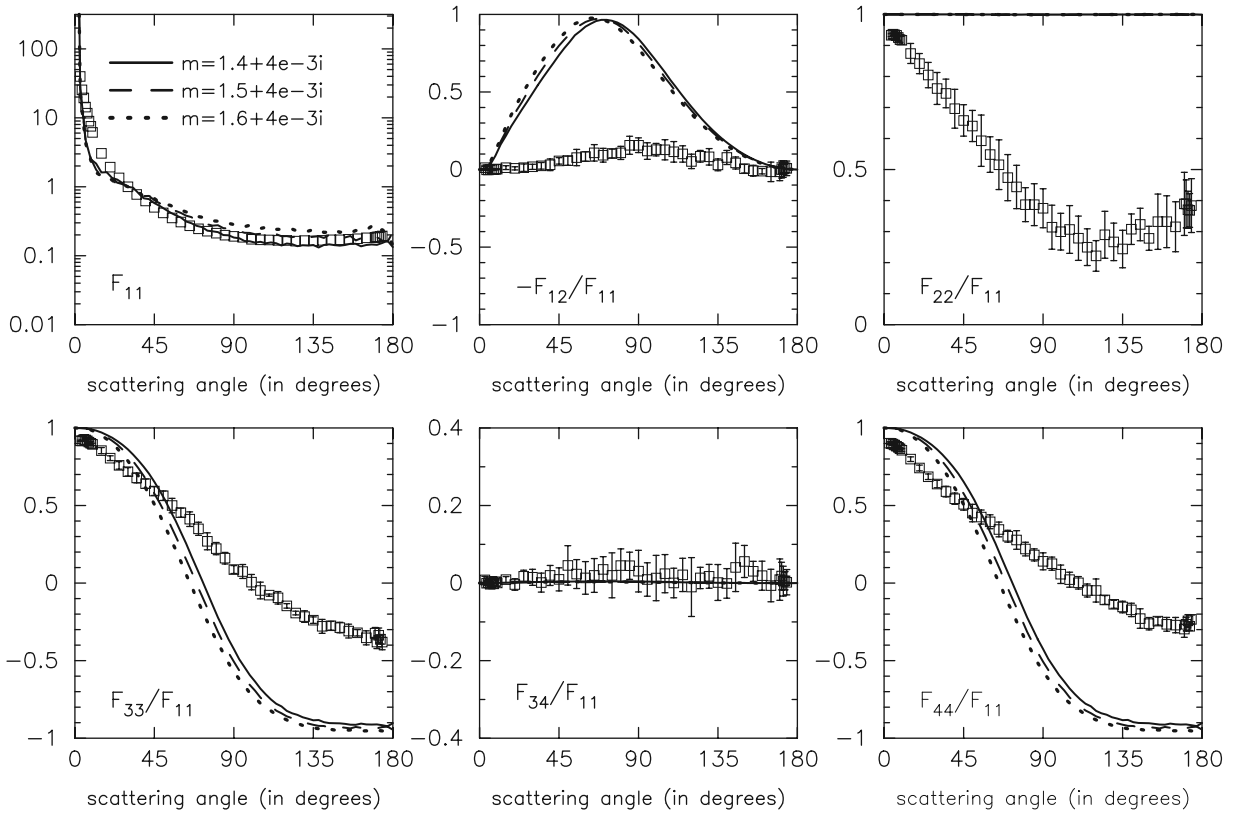 100
10
1
0.1
0.01
m=1.4+4e−3i
m=1.5+4e−3i
m=1.6+4e−3i
F11
0 45 90 135 180
scattering angle (in degrees)
1
0.5
0
−0.5
−1
−F12/F11
0 45 90 135 180
scattering angle (in degrees)
1
0.5
0
F22/F11
0 45 90 135 180
scattering angle (in degrees)
1
0.5
0
−0.5
−1
F33/F11
0 45 90 135 180
scattering angle (in degrees)
0.4
0.2
0
−0.2
−0.4
F34/F11
0 45 90 135 180
scattering angle (in degrees)
1
0.5
0
−0.5
−1
F44/F11
0 45 90 135 180
scattering angle (in degrees)